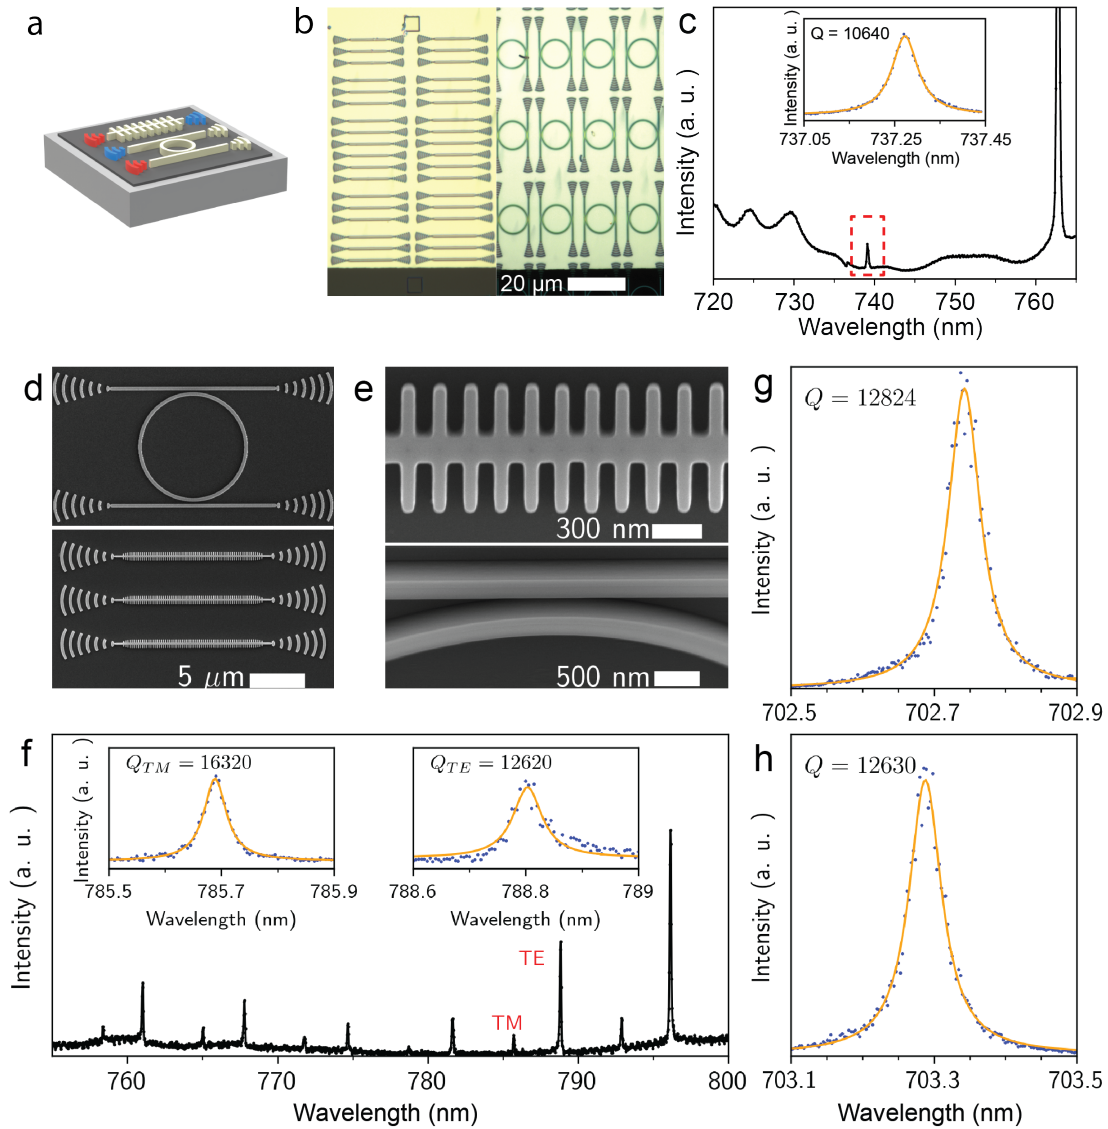 a
b
20 μm
c
Intensity (a. u.)
Q = 10640
Intensity (a. u.)
737.05 737.25 737.45
Wavelength (nm)
720 730 740 750 760
Wavelength (nm)
d
5 μm
e
300 nm
500 nm
g
Q = 12824
Intensity (a. u. )
702.5 702.7 702.9
f
Intensity (a. u. )
Q_TM = 16320
Intensity (a. u. )
785.5 785.7 785.9
Wavelength (nm)
Q_TE = 12620
788.6 788.8 789
Wavelength (nm)
TE
TM
760 770 780 790 800
Wavelength (nm)
h
Q = 12630
Intensity (a. u. )
703.1 703.3 703.5
Wavelength (nm)